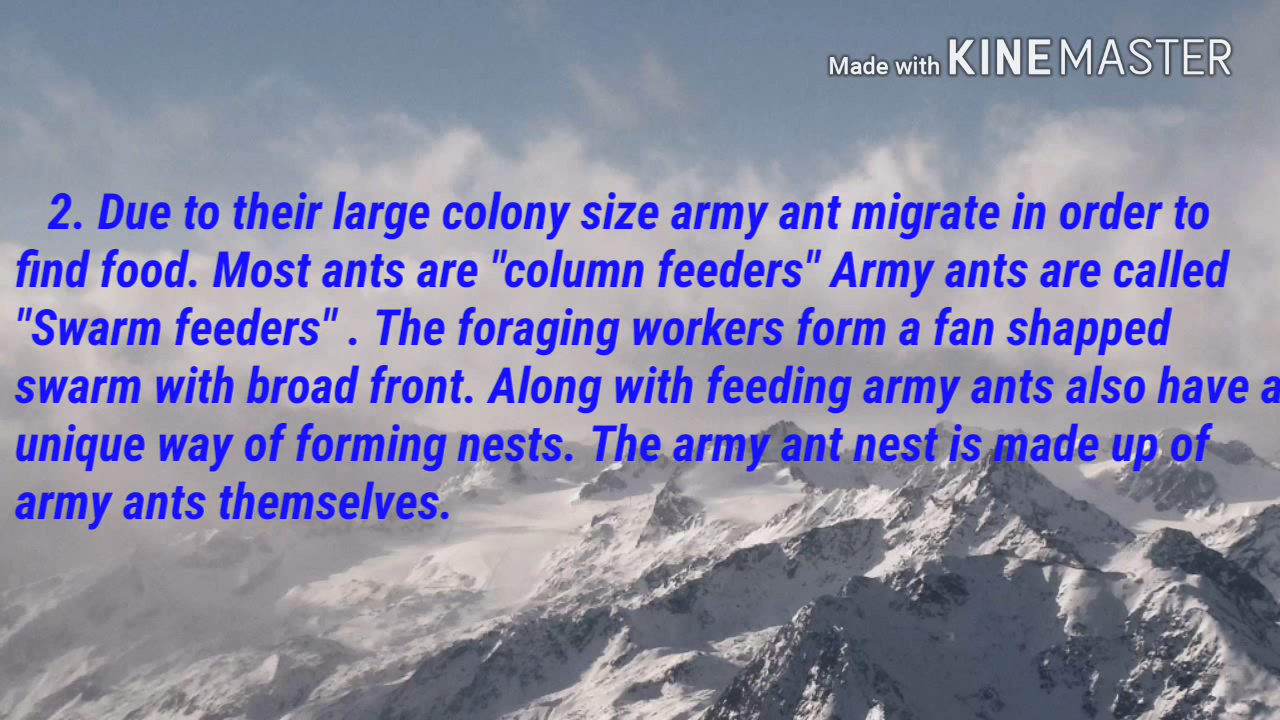 Made with KINEMASTER
2. Due to their large colony size army ant migrate in order to
find food. Most ants are "column feeders" Army ants are called
"Swarm feeders" . The foraging workers form a fan shapped
swarm with broad front. Along with feeding army ants also have a
unique way of forming nests. The army ant nest is made up of
army ants themselves.